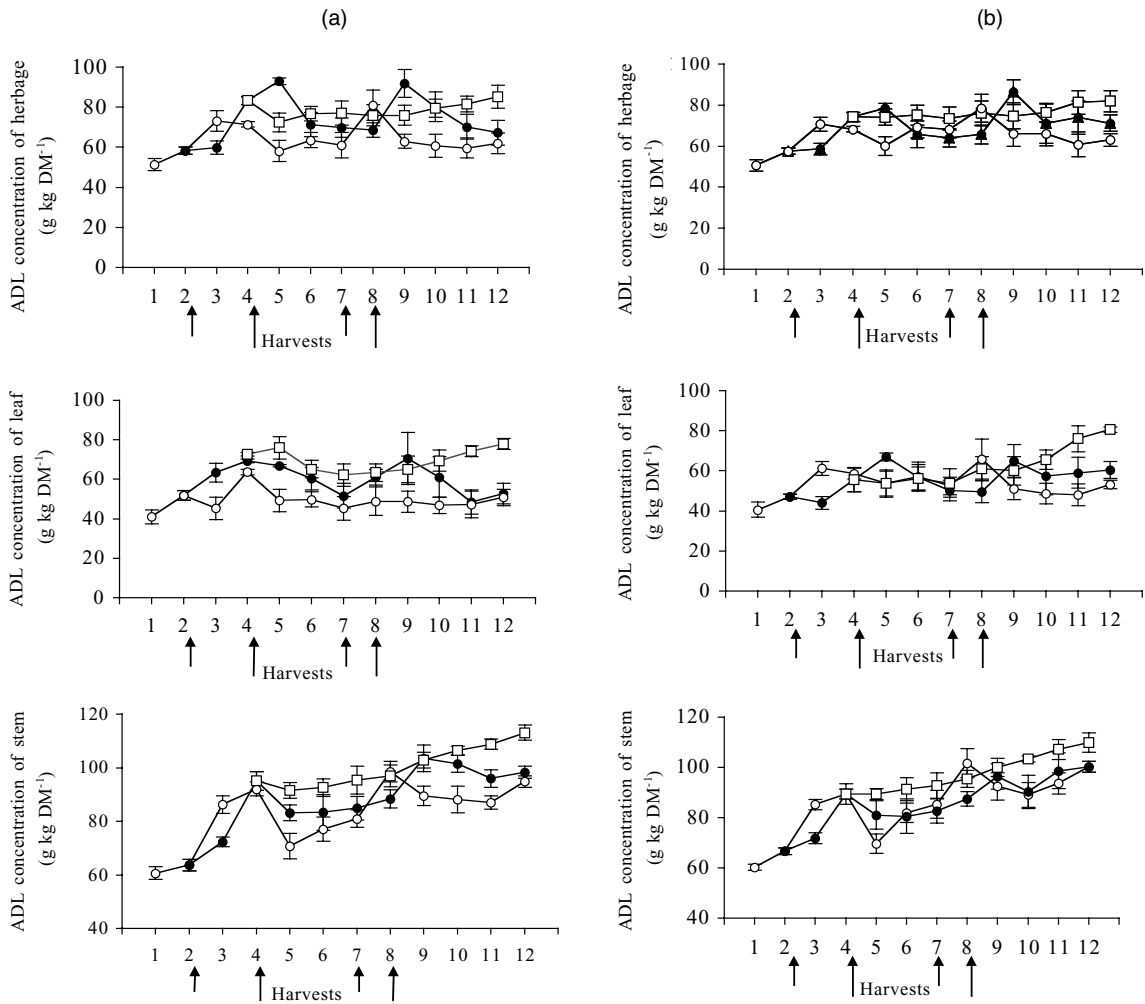 (a)
ADL concentration of herbage
(g kg DM⁻¹)
100
80
60
40
20
0
1 2 3 4 5 6 7 8 9 10 11 12
Harvests
ADL concentration of leaf
(g kg DM⁻¹)
100
80
60
40
20
0
1 2 3 4 5 6 7 8 9 10 11 12
Harvests
ADL concentration of stem
(g kg DM⁻¹)
120
100
80
60
40
1 2 3 4 5 6 7 8 9 10 11 12
Harvests
(b)
ADL concentration of herbage
(g kg DM⁻¹)
100
80
60
40
20
0
1 2 3 4 5 6 7 8 9 10 11 12
Harvests
ADL concentration of leaf
(g kg DM⁻¹)
100
80
60
40
20
0
1 2 3 4 5 6 7 8 9 10 11 12
Harvests
ADL concentration of stem
(g kg DM⁻¹)
120
100
80
60
40
1 2 3 4 5 6 7 8 9 10 11 12
Harvests